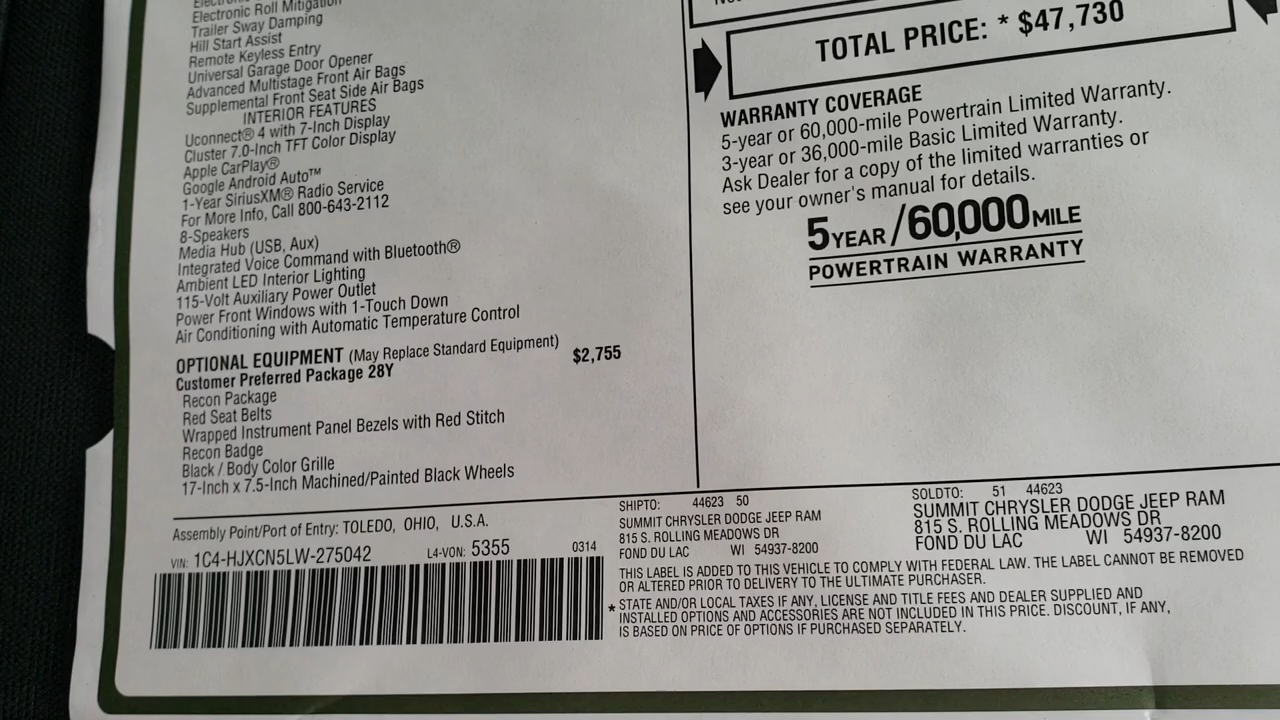 Electronic Roll Mitigation
Trailer Sway Damping
Hill Start Assist
Remote Keyless Entry
Universal Garage Door Opener
Advanced Multistage Front Air Bags
Supplemental Front Seat Side Air Bags
INTERIOR FEATURES
Uconnect® 4 with 7-Inch Display
Cluster 7.0-Inch TFT Color Display
Apple CarPlay®
Google Android Auto™
1-Year SiriusXM® Radio Service
For More Info, Call 800-643-2112
8-Speakers
Media Hub (USB, Aux)
Integrated Voice Command with Bluetooth®
Ambient LED Interior Lighting
115-Volt Auxiliary Power Outlet
Power Front Windows with 1-Touch Down
Air Conditioning with Automatic Temperature Control
OPTIONAL EQUIPMENT (May Replace Standard Equipment)
Customer Preferred Package 28Y $2,755
Recon Package
Red Seat Belts
Wrapped Instrument Panel Bezels with Red Stitch
Recon Badge
Black / Body Color Grille
17-Inch x 7.5-Inch Machined/Painted Black Wheels
TOTAL PRICE: * $47,730
WARRANTY COVERAGE
5-year or 60,000-mile Powertrain Limited Warranty.
3-year or 36,000-mile Basic Limited Warranty.
Ask Dealer for a copy of the limited warranties or
see your owner's manual for details.
5 YEAR / 60,000 MILE
POWERTRAIN WARRANTY
Assembly Point/Port of Entry: TOLEDO, OHIO, U.S.A.
VIN: 1C4-HJXCN5LW-275042 L4-VON: 5355 0314
SHIPTO: 44623 50
SUMMIT CHRYSLER DODGE JEEP RAM
815 S. ROLLING MEADOWS DR
FOND DU LAC WI 54937-8200
SOLDTO: 51 44623
SUMMIT CHRYSLER DODGE JEEP RAM
815 S. ROLLING MEADOWS DR
FOND DU LAC WI 54937-8200
THIS LABEL IS ADDED TO THIS VEHICLE TO COMPLY WITH FEDERAL LAW. THE LABEL CANNOT BE REMOVED
OR ALTERED PRIOR TO DELIVERY TO THE ULTIMATE PURCHASER.
* STATE AND/OR LOCAL TAXES IF ANY, LICENSE AND TITLE FEES AND DEALER SUPPLIED AND
INSTALLED OPTIONS AND ACCESSORIES ARE NOT INCLUDED IN THIS PRICE. DISCOUNT, IF ANY,
IS BASED ON PRICE OF OPTIONS IF PURCHASED SEPARATELY.